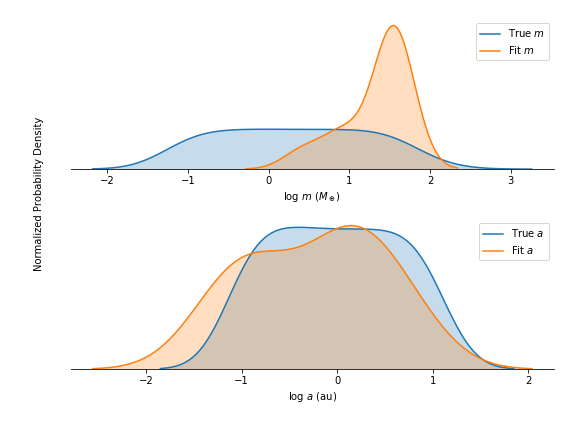 True m
Fit m
−2 −1 0 1 2 3
log m (M⊕)
Normalized Probability Density
True a
Fit a
−2 −1 0 1 2
log a (au)